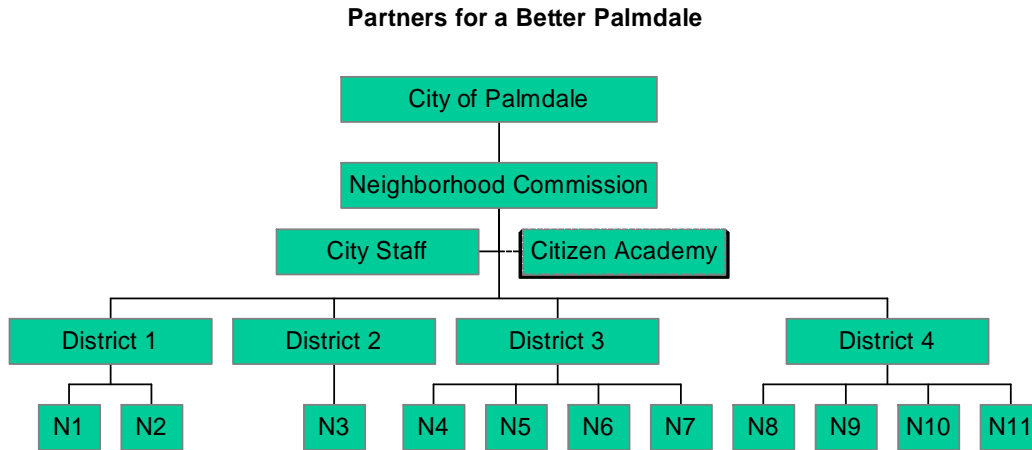 Partners for a Better Palmdale
City of Palmdale
Neighborhood Commission
City Staff
Citizen Academy
District 1
District 2
District 3
District 4
N1
N2
N3
N4
N5
N6
N7
N8
N9
N10
N11